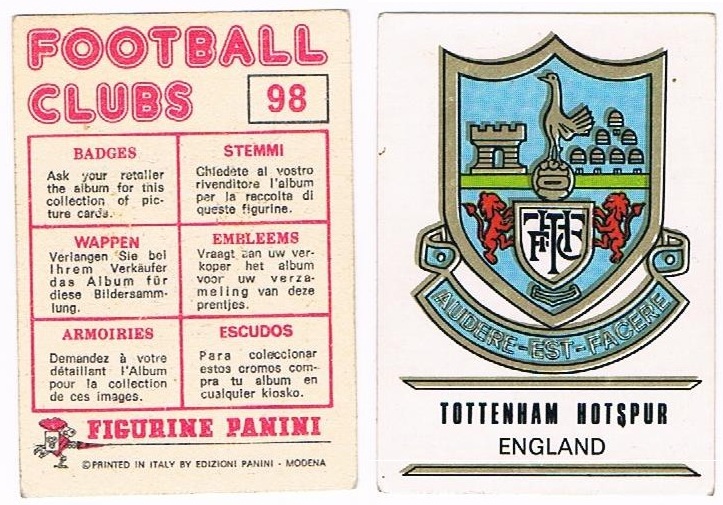 FOOTBALL
CLUBS
98
BADGES
Ask your retailer
the album for this
collection of pic-
ture cards.
STEMMI
Chiedete al vostro
rivenditore l'album
per la raccolta di
queste figurine.
WAPPEN
Verlangen Sie bei
Ihrem Verkäufer
das Album für
diese Bildersamm-
lung.
EMBLEEMS
Vraagt aan uw ver-
koper het album
voor uw verza-
meling van deze
prentjes.
ARMOIRIES
Demandez à votre
détaillant l'Album
pour la collection
de ces images.
ESCUDOS
Para coleccionar
estos cromos com-
pra tu album en
cualquier kiosko.
FIGURINE PANINI
© PRINTED IN ITALY BY EDIZIONI PANINI - MODENA
THFC
AUDERE-EST-FACERE
TOTTENHAM HOTSPUR
ENGLAND